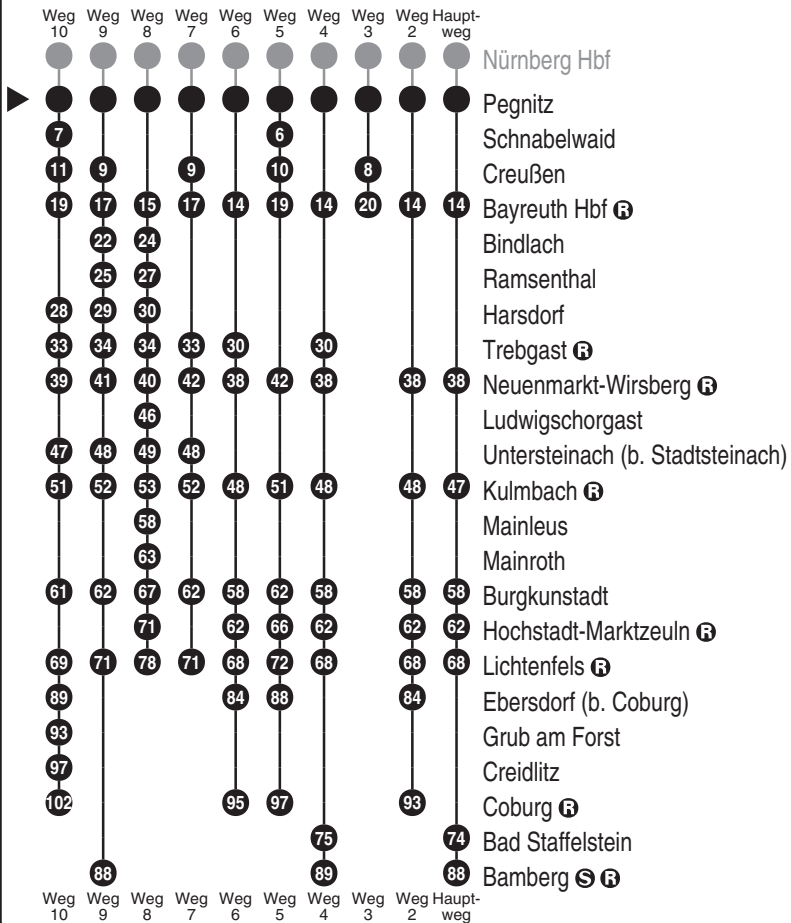 Weg 10 Weg 9 Weg 8 Weg 7 Weg 6 Weg 5 Weg 4 Weg 3 Weg 2 Haupt-weg
Nürnberg Hbf
Pegnitz
7 6 Schnabelwaid
11 9 9 10 8 Creußen
19 17 15 17 14 19 14 20 14 14 Bayreuth Hbf R
22 24 Bindlach
25 27 Ramsenthal
28 29 30 Harsdorf
33 34 34 33 30 30 Trebgast R
39 41 40 42 38 42 38 38 38 Neuenmarkt-Wirsberg R
46 Ludwigschorgast
47 48 49 48 Untersteinach (b. Stadtsteinach)
51 52 53 52 48 51 48 48 47 Kulmbach R
58 Mainleus
63 Mainroth
61 62 67 62 58 62 58 58 58 Burgkunstadt
71 62 66 62 62 62 Hochstadt-Marktzeuln R
69 71 78 71 68 72 68 68 68 Lichtenfels R
89 84 88 84 Ebersdorf (b. Coburg)
93 Grub am Forst
97 Creidlitz
102 95 97 93 Coburg R
75 74 Bad Staffelstein
88 89 88 Bamberg S R
Weg 10 Weg 9 Weg 8 Weg 7 Weg 6 Weg 5 Weg 4 Weg 3 Weg 2 Haupt-weg